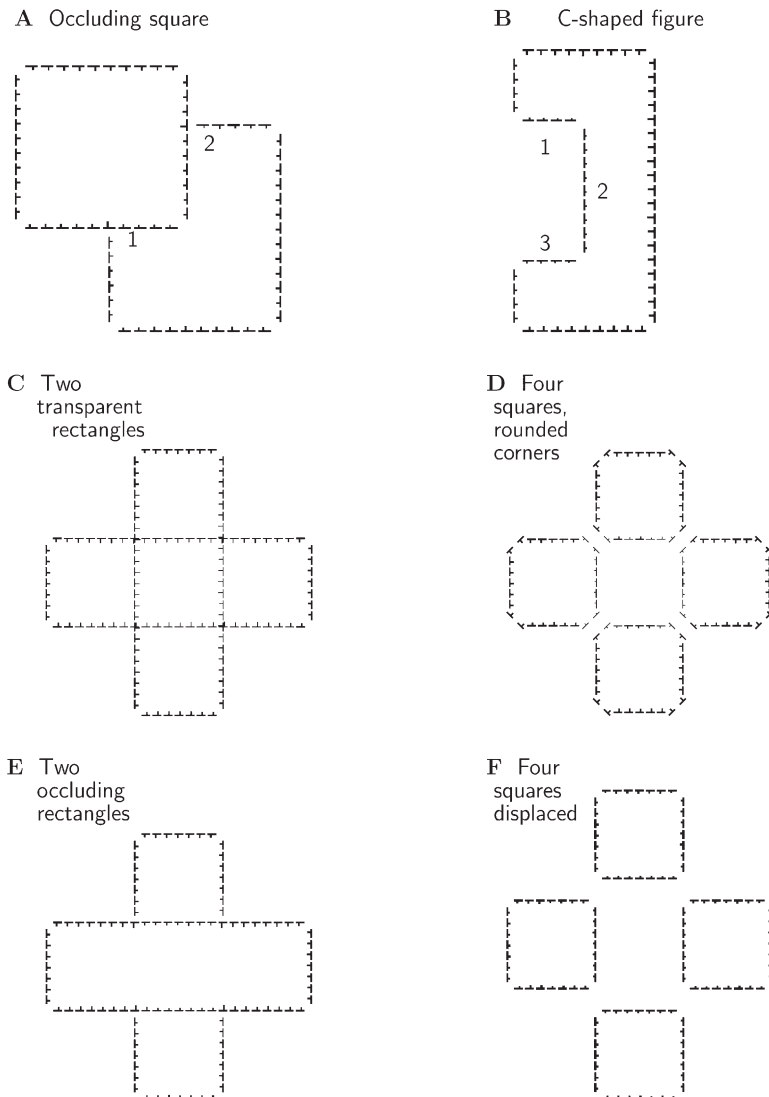 A Occluding square
B C-shaped figure
2
1
1
2
3
C Two
transparent
rectangles
D Four
squares,
rounded
corners
E Two
occluding
rectangles
F Four
squares
displaced